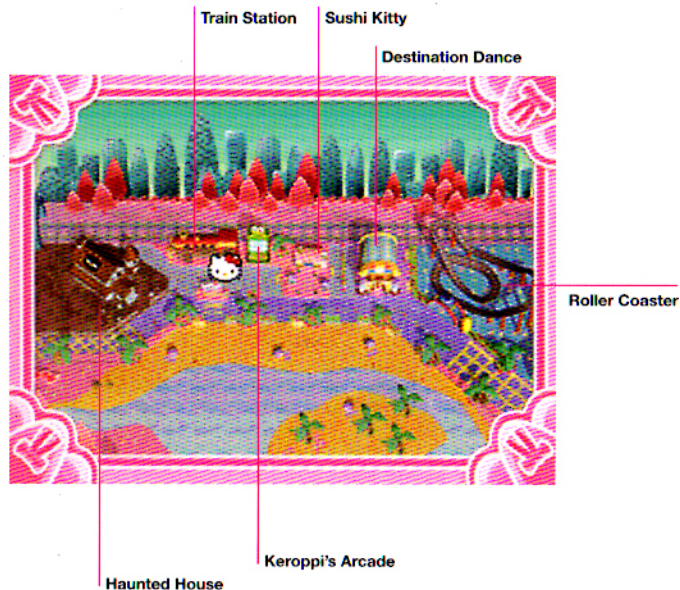 Train Station
Sushi Kitty
Destination Dance
Roller Coaster
Keroppi's Arcade
Haunted House